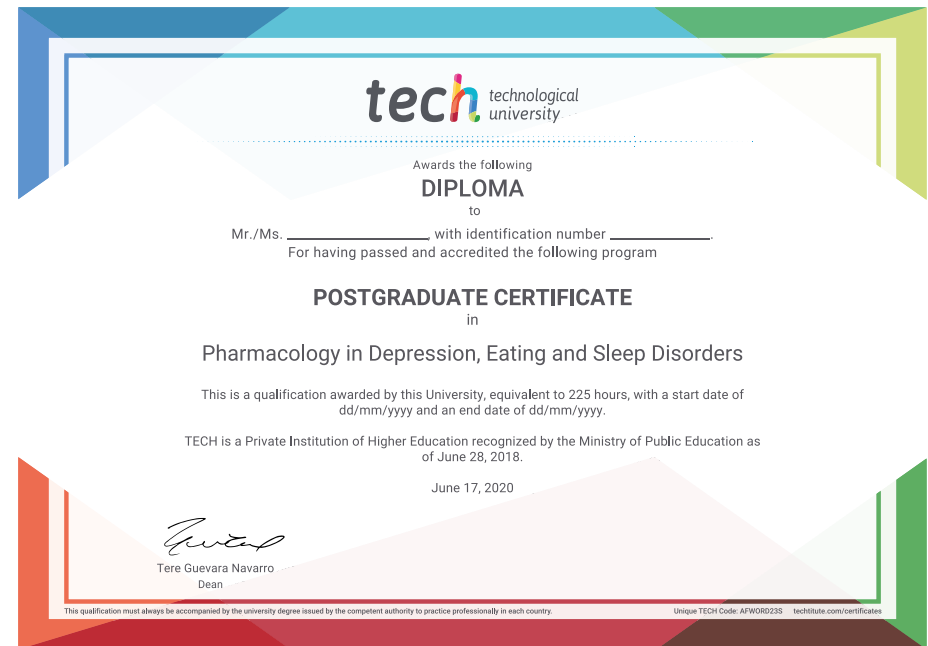 tech technological
university
Awards the following
DIPLOMA
to
Mr./Ms. ____________________, with identification number ______________.
For having passed and accredited the following program
POSTGRADUATE CERTIFICATE
in
Pharmacology in Depression, Eating and Sleep Disorders
This is a qualification awarded by this University, equivalent to 225 hours, with a start date of
dd/mm/yyyy and an end date of dd/mm/yyyy.
TECH is a Private Institution of Higher Education recognized by the Ministry of Public Education as
of June 28, 2018.
June 17, 2020
Tere Guevara Navarro
Dean
This qualification must always be accompanied by the university degree issued by the competent authority to practice professionally in each country.
Unique TECH Code: AFWORD23S techtitute.com/certificates